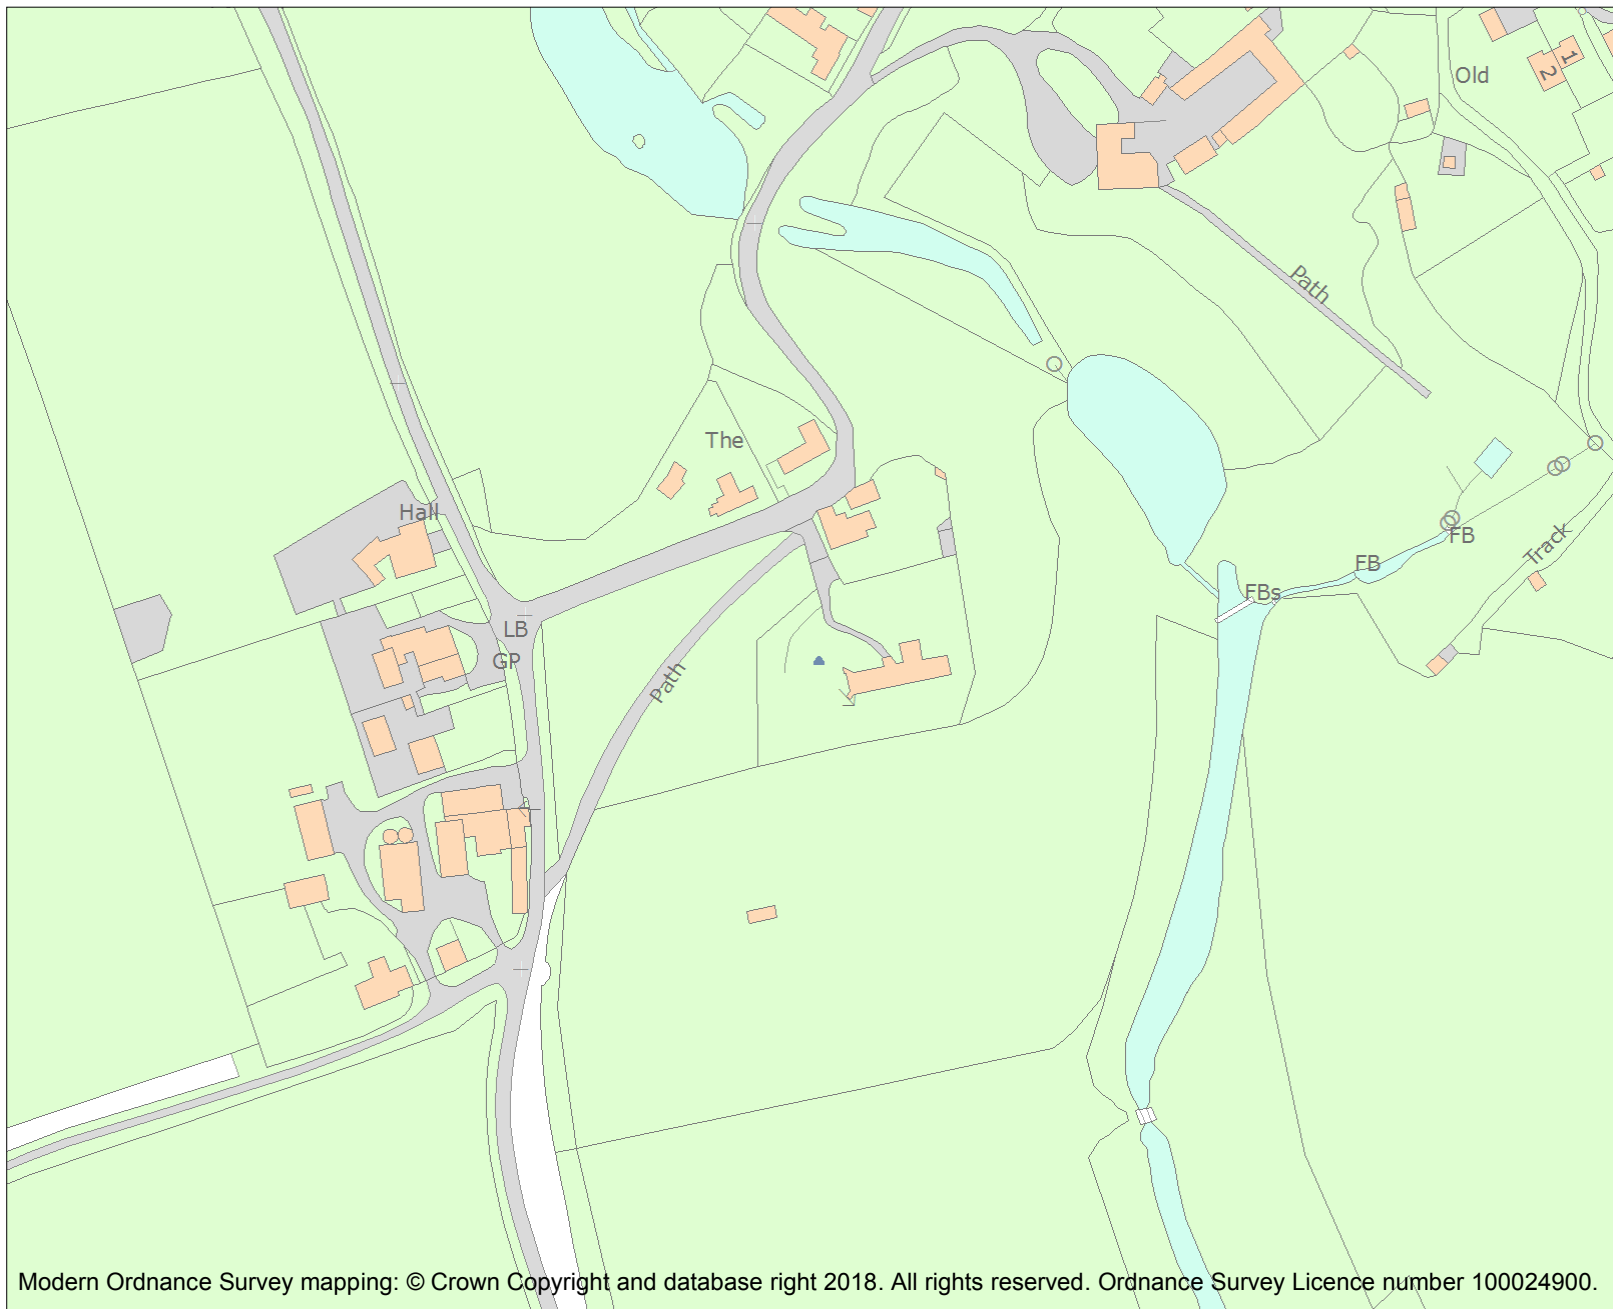 Old
1
2
Path
The
Hall
FB
FB
Track
FBs
LB
GP
Path
Modern Ordnance Survey mapping: © Crown Copyright and database right 2018. All rights reserved. Ordnance Survey Licence number 100024900.